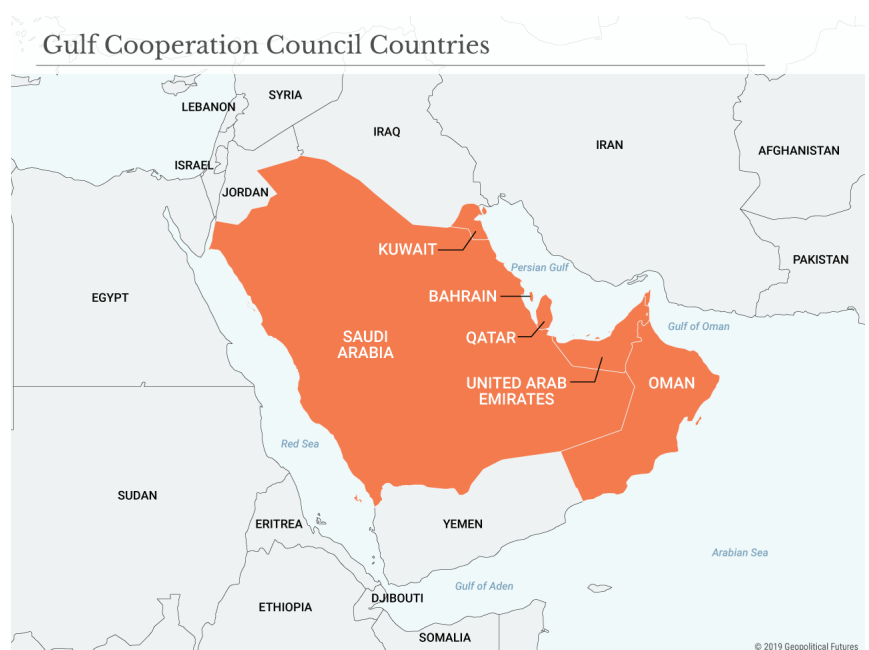 Gulf Cooperation Council Countries
SYRIA
LEBANON
IRAQ
IRAN
AFGHANISTAN
ISRAEL
JORDAN
KUWAIT
PAKISTAN
Persian Gulf
EGYPT
BAHRAIN
Gulf of Oman
SAUDI
ARABIA
QATAR
UNITED ARAB
EMIRATES
OMAN
Red Sea
SUDAN
ERITREA
YEMEN
Arabian Sea
Gulf of Aden
DJIBOUTI
ETHIOPIA
SOMALIA
© 2019 Geopolitical Futures